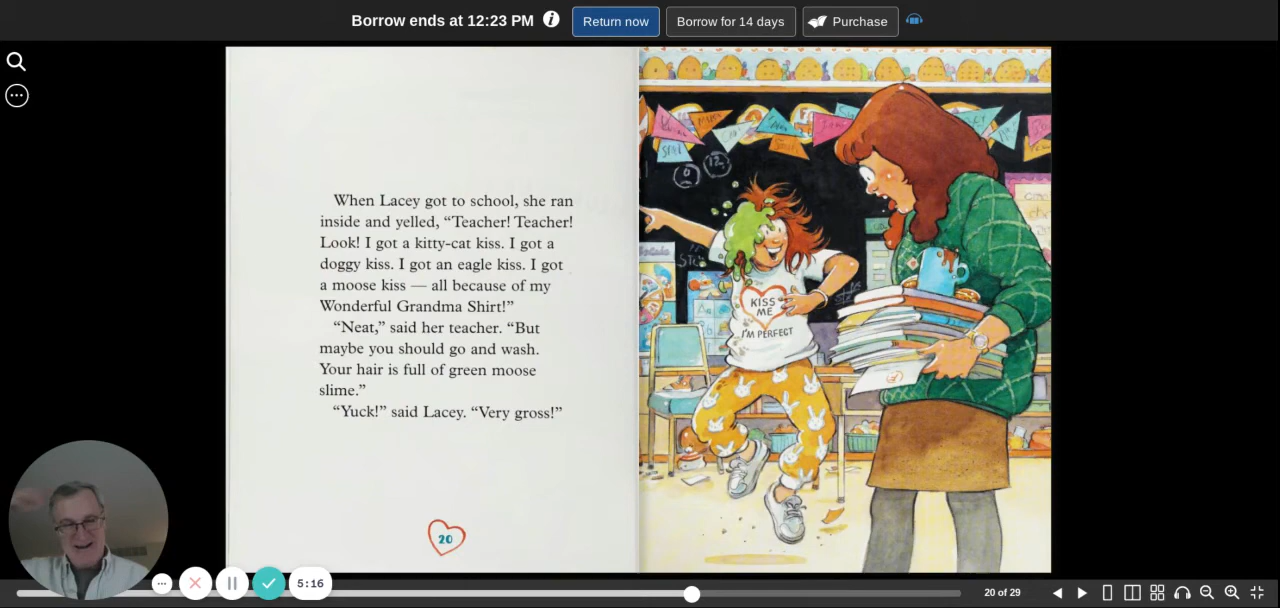 Borrow ends at 12:23 PM
Return now
Borrow for 14 days
Purchase
When Lacey got to school, she ran
inside and yelled, “Teacher! Teacher!
Look! I got a kitty-cat kiss. I got a
doggy kiss. I got an eagle kiss. I got
a moose kiss — all because of my
Wonderful Grandma Shirt!”
“Neat,” said her teacher. “But
maybe you should go and wash.
Your hair is full of green moose
slime.”
“Yuck!” said Lacey. “Very gross!”
20
KISS
ME
I'M PERFECT
5:16
20 of 29